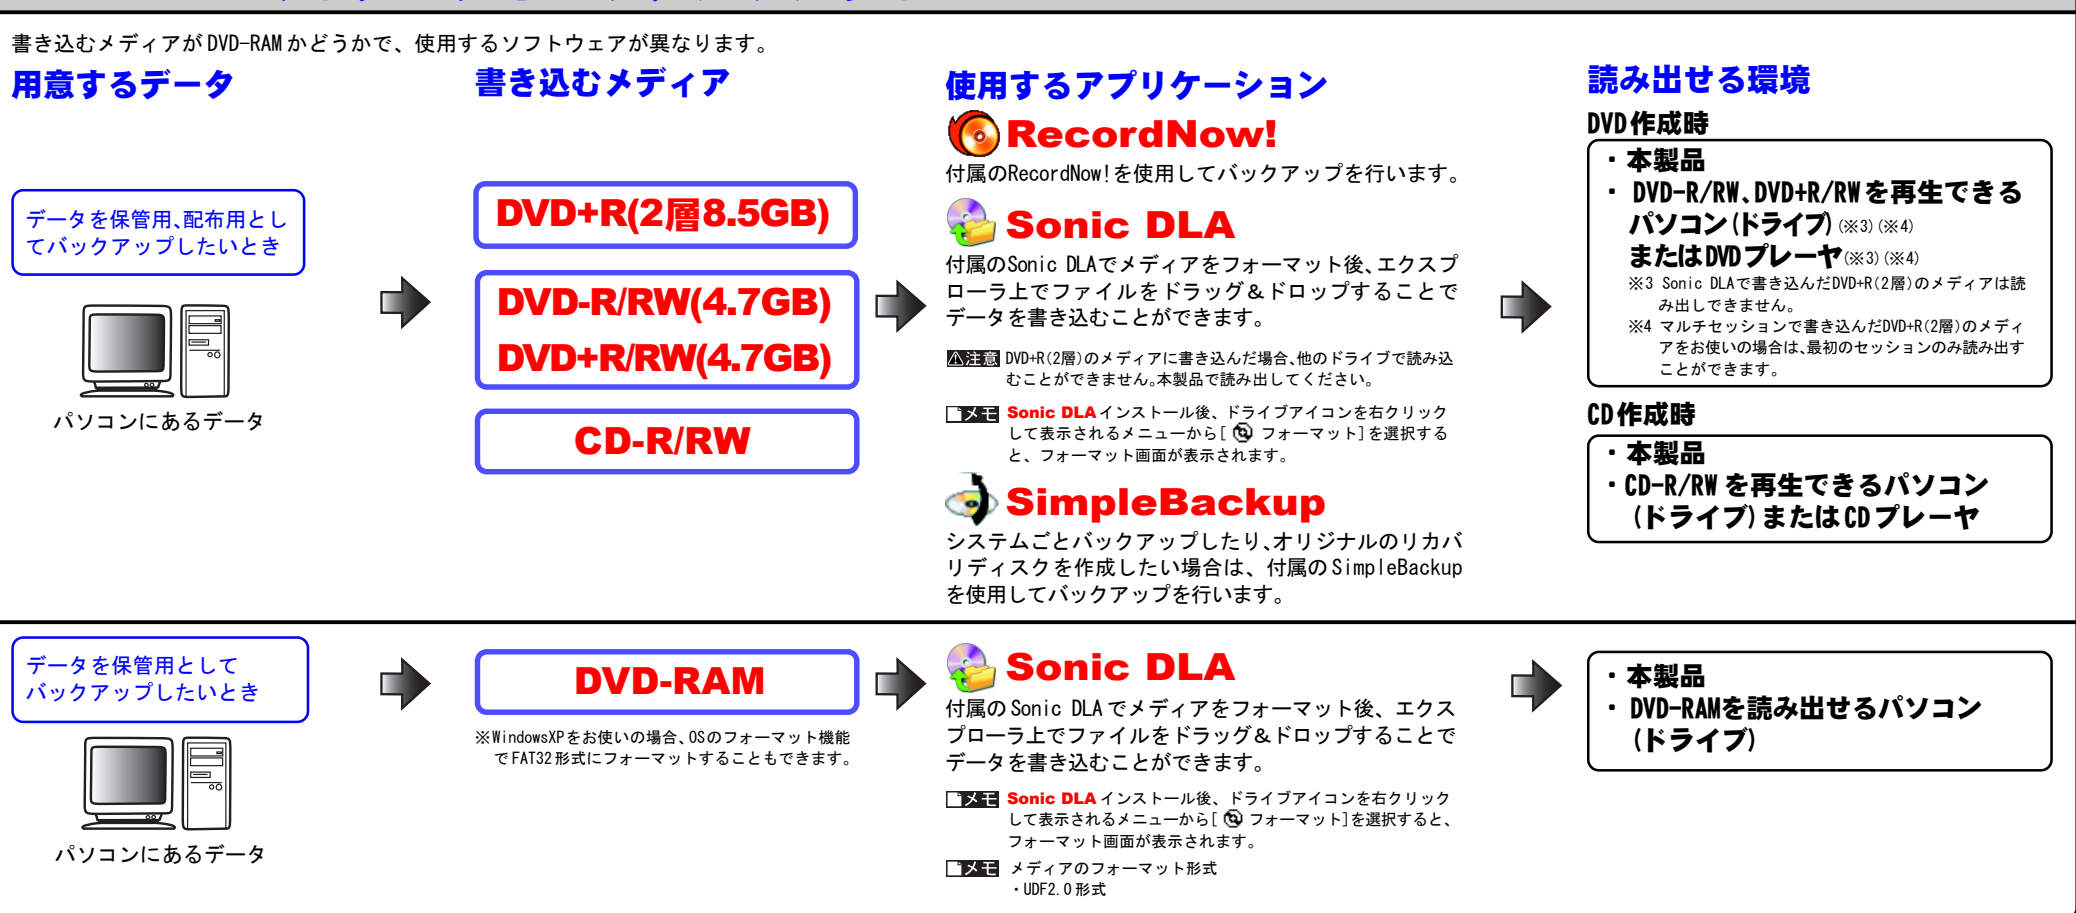 書き込むメディアがDVD-RAMかどうかで、使用するソフトウェアが異なります。
用意するデータ
書き込むメディア
使用するアプリケーション
読み出せる環境
データを保管用、配布用とし
てバックアップしたいとき
パソコンにあるデータ
DVD+R(2層8.5GB)
DVD-R/RW(4.7GB)
DVD+R/RW(4.7GB)
CD-R/RW
RecordNow!
付属のRecordNow!を使用してバックアップを行います。
Sonic DLA
付属のSonic DLAでメディアをフォーマット後、エクスプ
ローラ上でファイルをドラッグ&ドロップすることで
データを書き込むことができます。
注意 DVD+R(2層)のメディアに書き込んだ場合、他のドライブで読み込
むことができません。本製品で読み出してください。
メモ Sonic DLAインストール後、ドライブアイコンを右クリック
して表示されるメニューから[ フォーマット]を選択する
と、フォーマット画面が表示されます。
SimpleBackup
システムごとバックアップしたり、オリジナルのリカバ
リディスクを作成したい場合は、付属のSimpleBackup
を使用してバックアップを行います。
DVD作成時
・本製品
・DVD-R/RW、DVD+R/RWを再生できる
パソコン(ドライブ)(※3)(※4)
またはDVDプレーヤ(※3)(※4)
※3 Sonic DLAで書き込んだDVD+R(2層)のメディアは読
み出しできません。
※4 マルチセッションで書き込んだDVD+R(2層)のメディ
アをお使いの場合は、最初のセッションのみ読み出す
ことができます。
CD作成時
・本製品
・CD-R/RWを再生できるパソコン
(ドライブ)またはCDプレーヤ
データを保管用として
バックアップしたいとき
パソコンにあるデータ
DVD-RAM
※WindowsXPをお使いの場合、OSのフォーマット機能
でFAT32形式にフォーマットすることもできます。
Sonic DLA
付属のSonic DLAでメディアをフォーマット後、エクス
プローラ上でファイルをドラッグ&ドロップすることで
データを書き込むことができます。
メモ Sonic DLAインストール後、ドライブアイコンを右クリック
して表示されるメニューから[ フォーマット]を選択すると、
フォーマット画面が表示されます。
メモ メディアのフォーマット形式
・UDF2.0形式
・本製品
・DVD-RAMを読み出せるパソコン
(ドライブ)